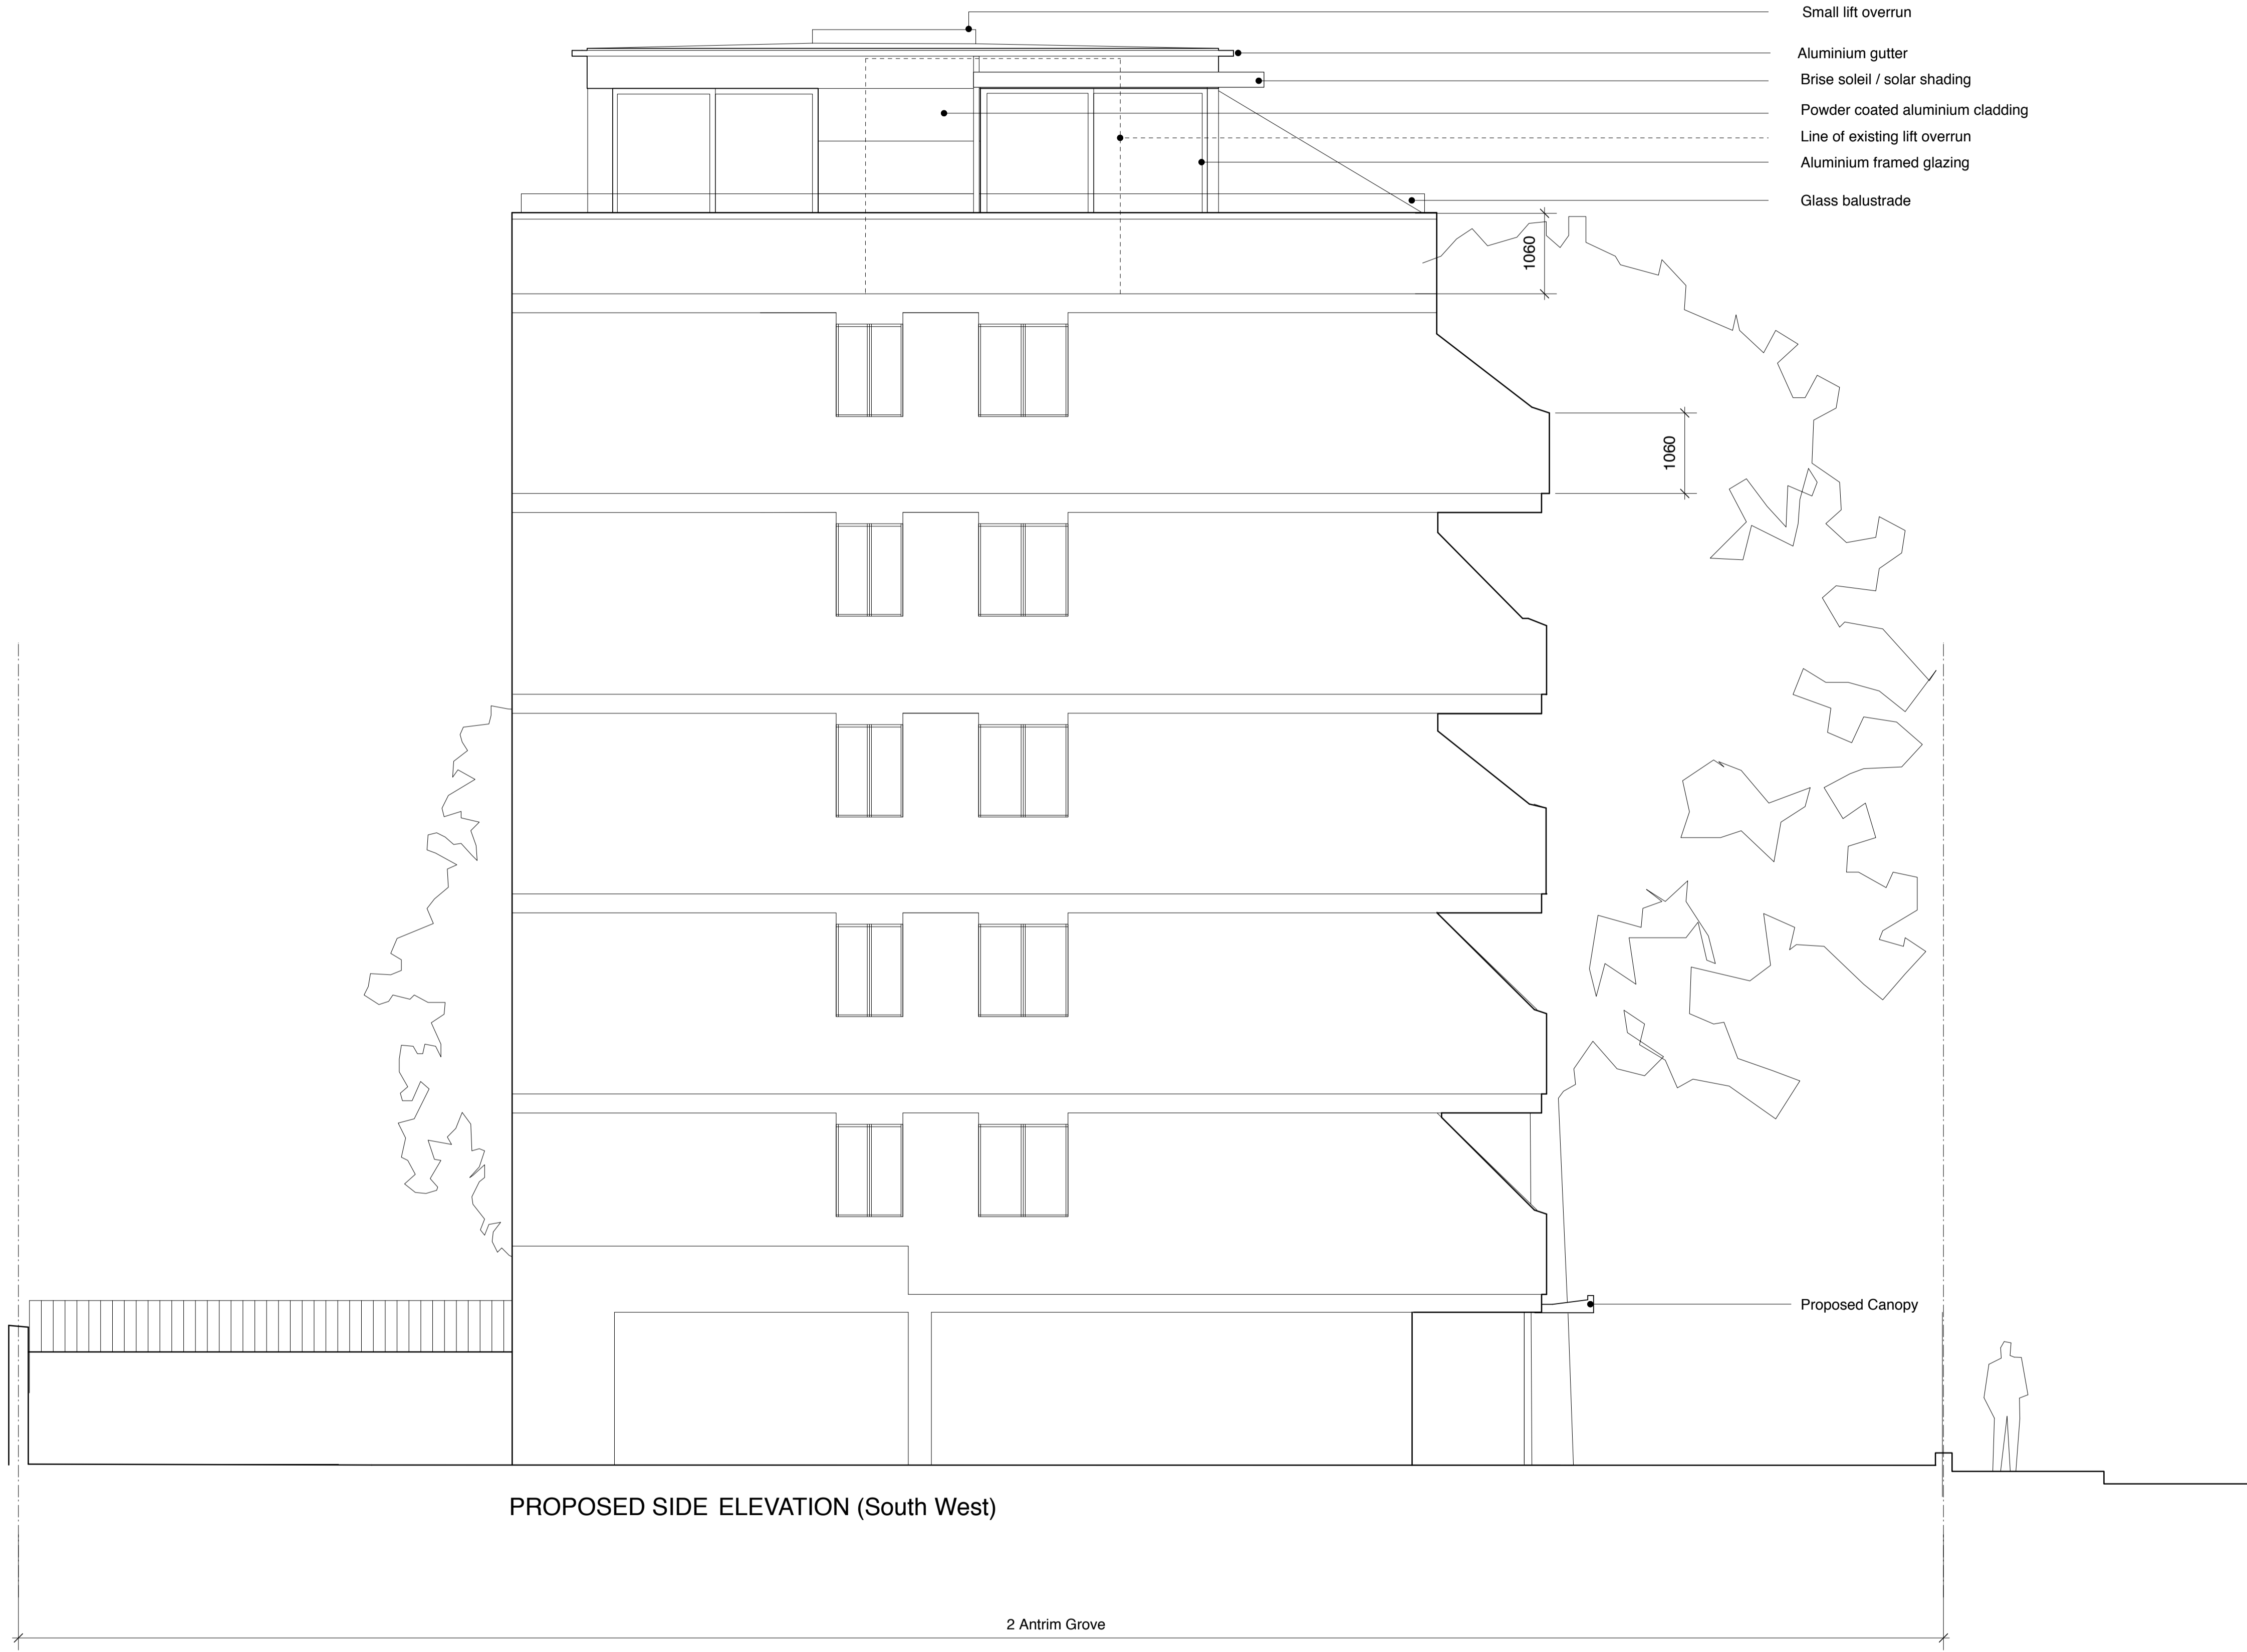 Small lift overrun
Aluminium gutter
Brise soleil / solar shading
Powder coated aluminium cladding
Line of existing lift overrun
Aluminium framed glazing
Glass balustrade
1060
1060
Proposed Canopy
PROPOSED SIDE ELEVATION (South West)
2 Antrim Grove